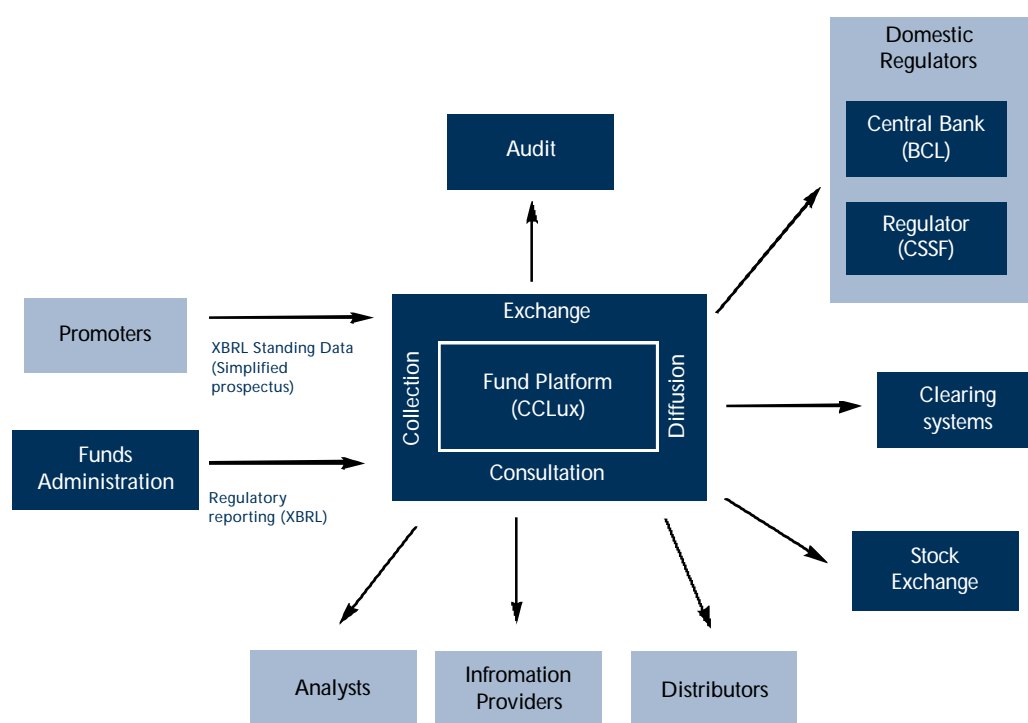 Domestic
Regulators
Central Bank
(BCL)
Regulator
(CSSF)
Audit
Promoters
XBRL Standing Data
(Simplified
prospectus)
Funds
Administration
Regulatory
reporting (XBRL)
Exchange
Collection
Fund Platform
(CCLux)
Diffusion
Consultation
Clearing
systems
Stock
Exchange
Analysts
Infromation
Providers
Distributors